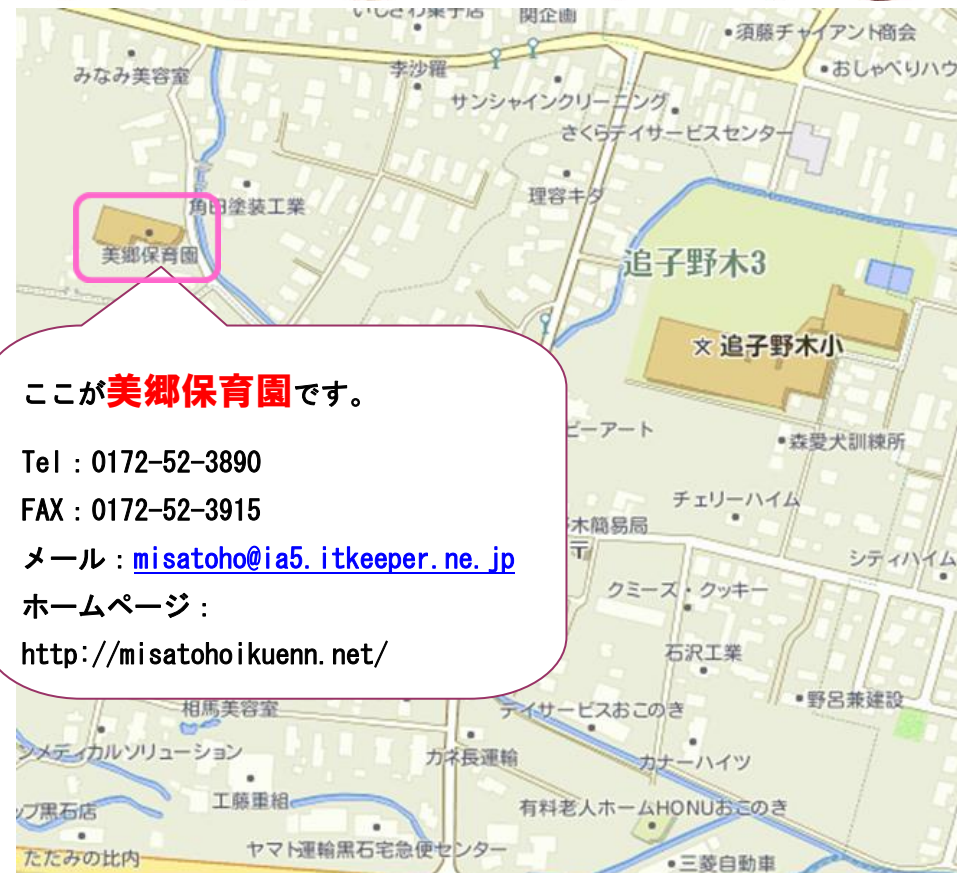 いしざわ菓子店
関企画
須藤チャイアント商会
みなみ美容室
李沙羅
おしゃべりハウ
サンシャインクリーニング
さくらデイサービスセンター
角田塗装工業
理容キタ
美郷保育園
追子野木3
文 追子野木小
ここが美郷保育園です。
Tel：0172-52-3890
FAX：0172-52-3915
メール：misatoho@ia5.itkeeper.ne.jp
ホームページ：
http://misatohoikuenn.net/
ビーアート
森愛犬訓練所
チェリーハイム
木簡易局
〒
シティハイム
クミーズ・クッキー
石沢工業
相馬美容室
デイサービスおこのき
野呂兼建設
ンメディカルソリューション
カネ長運輸
カナーハイツ
工藤重組
ップ黒石店
有料老人ホームHONUおこのき
ヤマト運輸黒石宅急便センター
たたみの比内
三菱自動車